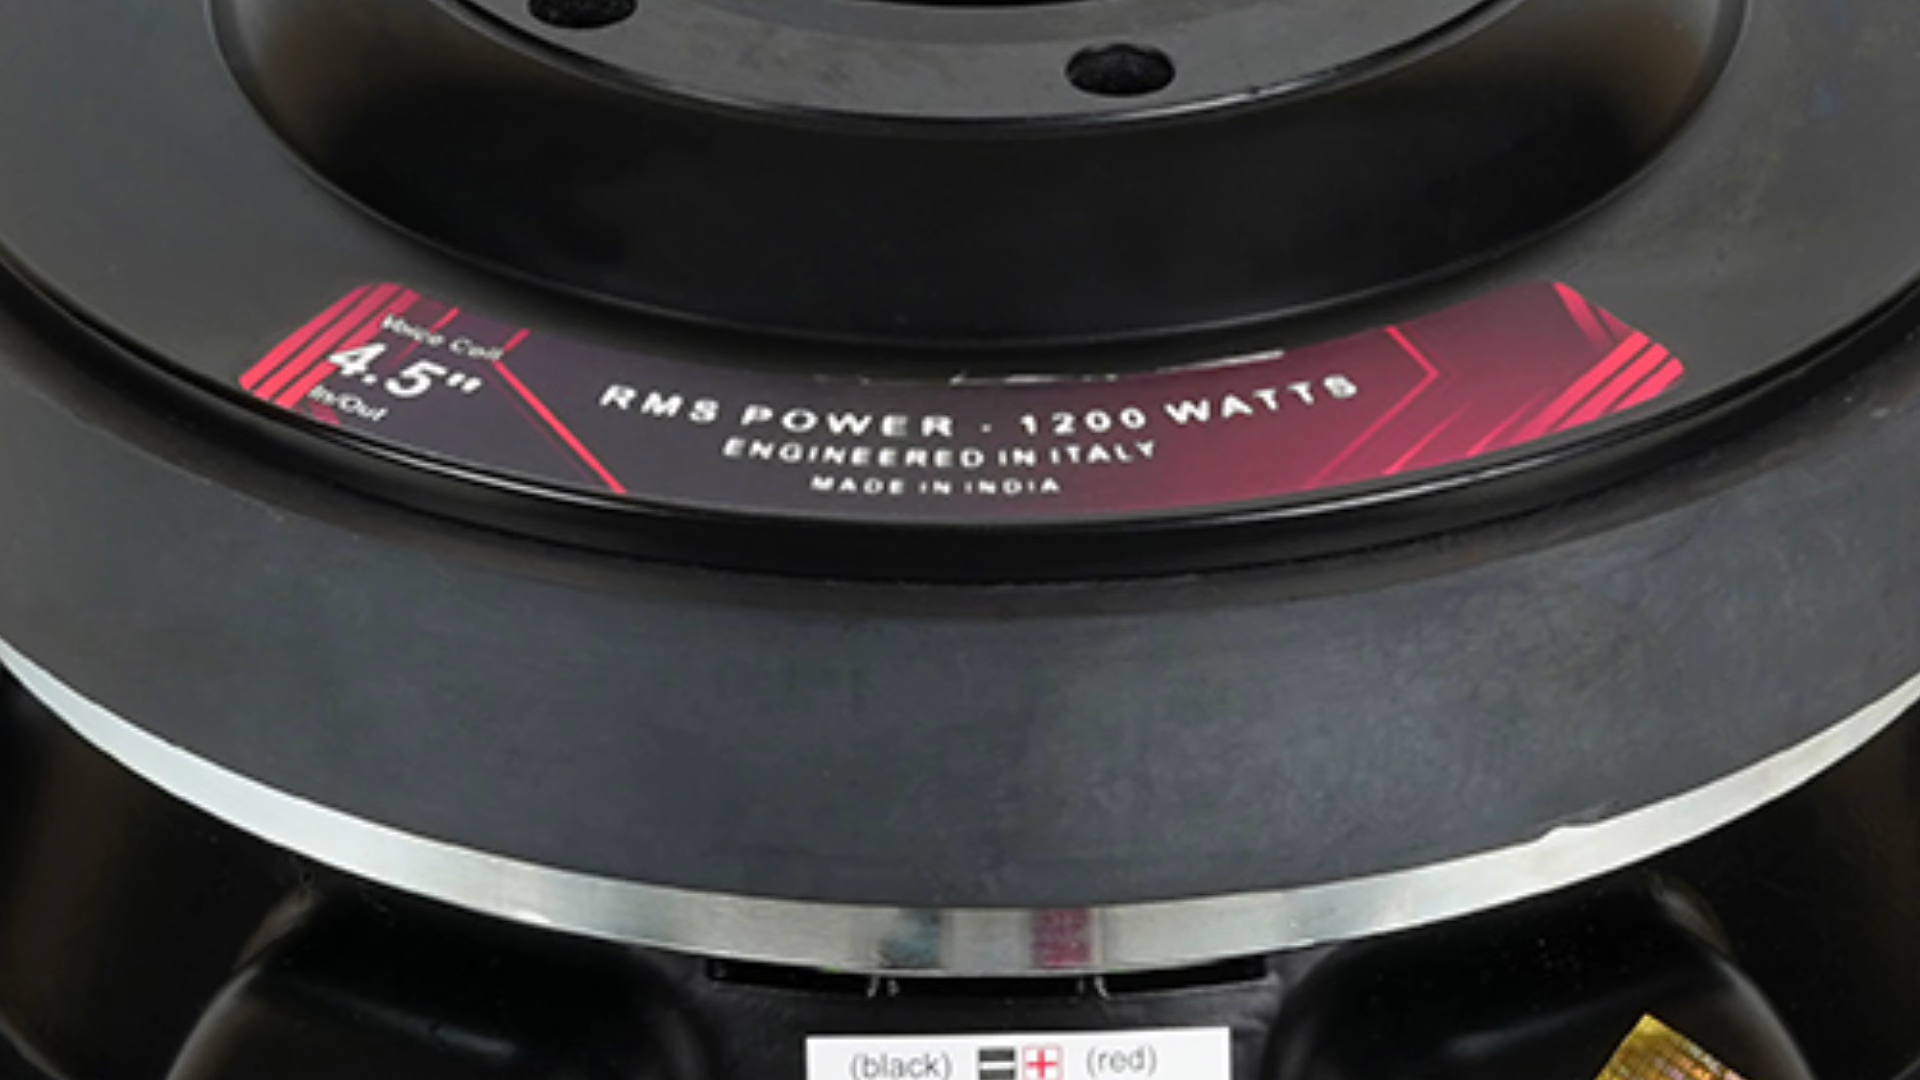 Voice Coil
4.5"
In/Out
RMS POWER - 1200 WATTS
ENGINEERED IN ITALY
MADE IN INDIA
(black) (red)